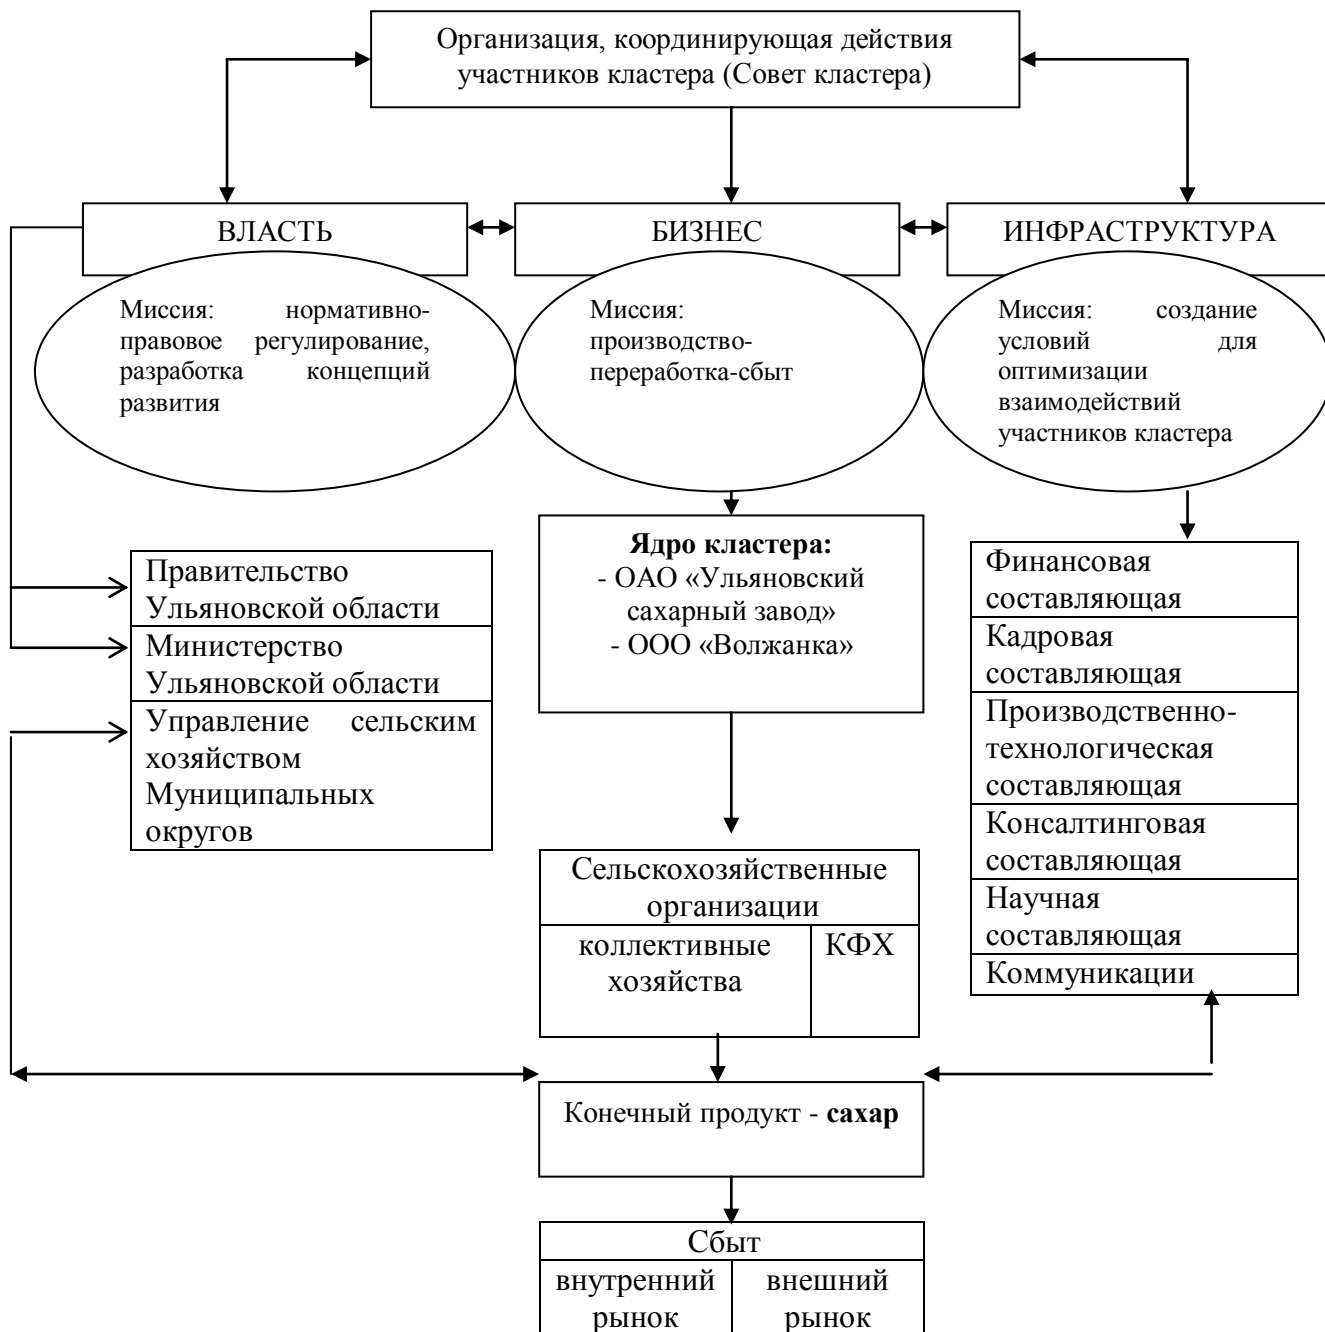 Организация, координирующая действия
участников кластера (Совет кластера)
ВЛАСТЬ
БИЗНЕС
ИНФРАСТРУКТУРА
Миссия: нормативно-
правовое регулирование,
разработка концепций
развития
Миссия:
производство-
переработка-сбыт
Миссия: создание
условий для
оптимизации
взаимодействий
участников кластера
Правительство
Ульяновской области
Министерство
Ульяновской области
Управление сельским
хозяйством
Муниципальных
округов
Ядро кластера:
- ОАО «Ульяновский
сахарный завод»
- ООО «Волжанка»
Финансовая
составляющая
Кадровая
составляющая
Производственно-
технологическая
составляющая
Консалтинговая
составляющая
Научная
составляющая
Коммуникации
Сельскохозяйственные
организации
коллективные
хозяйства
КФХ
Конечный продукт - сахар
Сбыт
внутренний
рынок
внешний
рынок